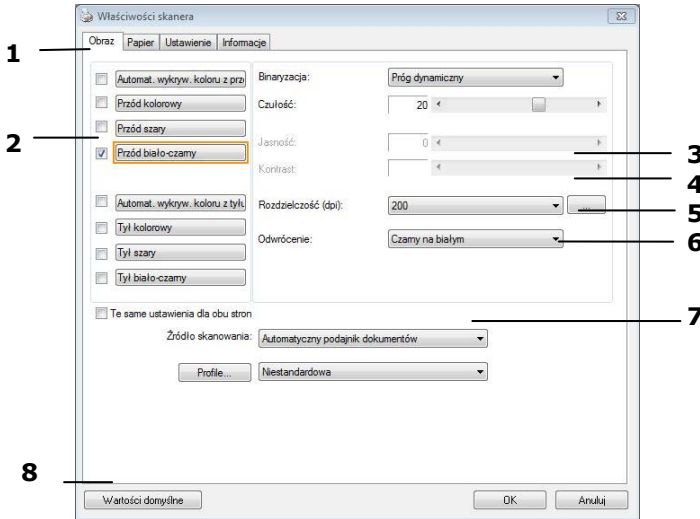 Właściwości skanera
1
Obraz Papier Ustawienie Informacje
Automat. wykryw. koloru z prz
Binaryzacja: Próg dynamiczny
Przód kolorowy
Czułość: 20
Przód szary
2
Jasność: 0
3
Przód biało-czarny
Kontrast:
4
Automat. wykryw. koloru z tyłu
Rozdzielczość (dpi): 200 ...
5
Tył kolorowy
Odwrócenie: Czarny na białym
6
Tył szary
Tył biało-czarny
Te same ustawienia dla obu stron
7
Źródło skanowania: Automatyczny podajnik dokumentów
Profile... Niestandardowa
8
Wartości domyślne OK Anuluj